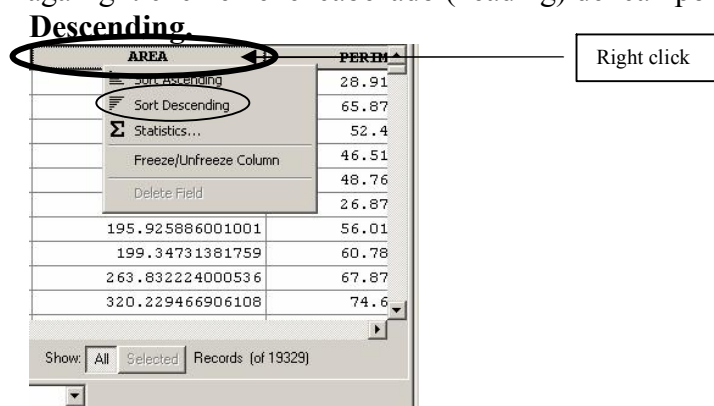 Descending.
AREA PERIM
Sort Ascending 28.91
Sort Descending 65.87
Σ Statistics... 52.4
Freeze/Unfreeze Column 46.51
48.76
Delete Field
26.87
195.925886001001 56.01
199.34731381759 60.78
263.832224000536 67.87
320.229466906108 74.6
Show: All Selected Records (of 19329)
Right click